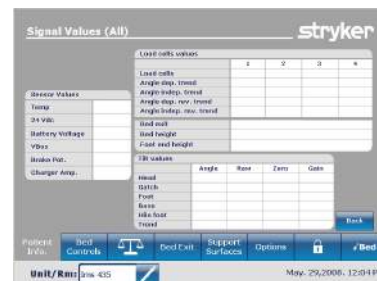 Signal Values (All)
stryker
Load cells values
1 2 3 4
Load cells
Angle dep. trend
Angle indep. trend
Angle dep. rev. trend
Angle indep. rev. trend
Bed exit
Bed height
Foot end height
Sensor Values
Temp
24 Vdc
Battery Voltage
VBus
Brake Pot.
Charger Amp.
Tilt values
Angle Raw Zero Gain
Head
Gatch
Foot
Base
Hile foot
Trend
Back
Patient Info.
Bed Controls
Bed Exit
Support Surfaces
Options
Bed
Unit/Rm: Ims 435
May. 29,2008. 12:04 P